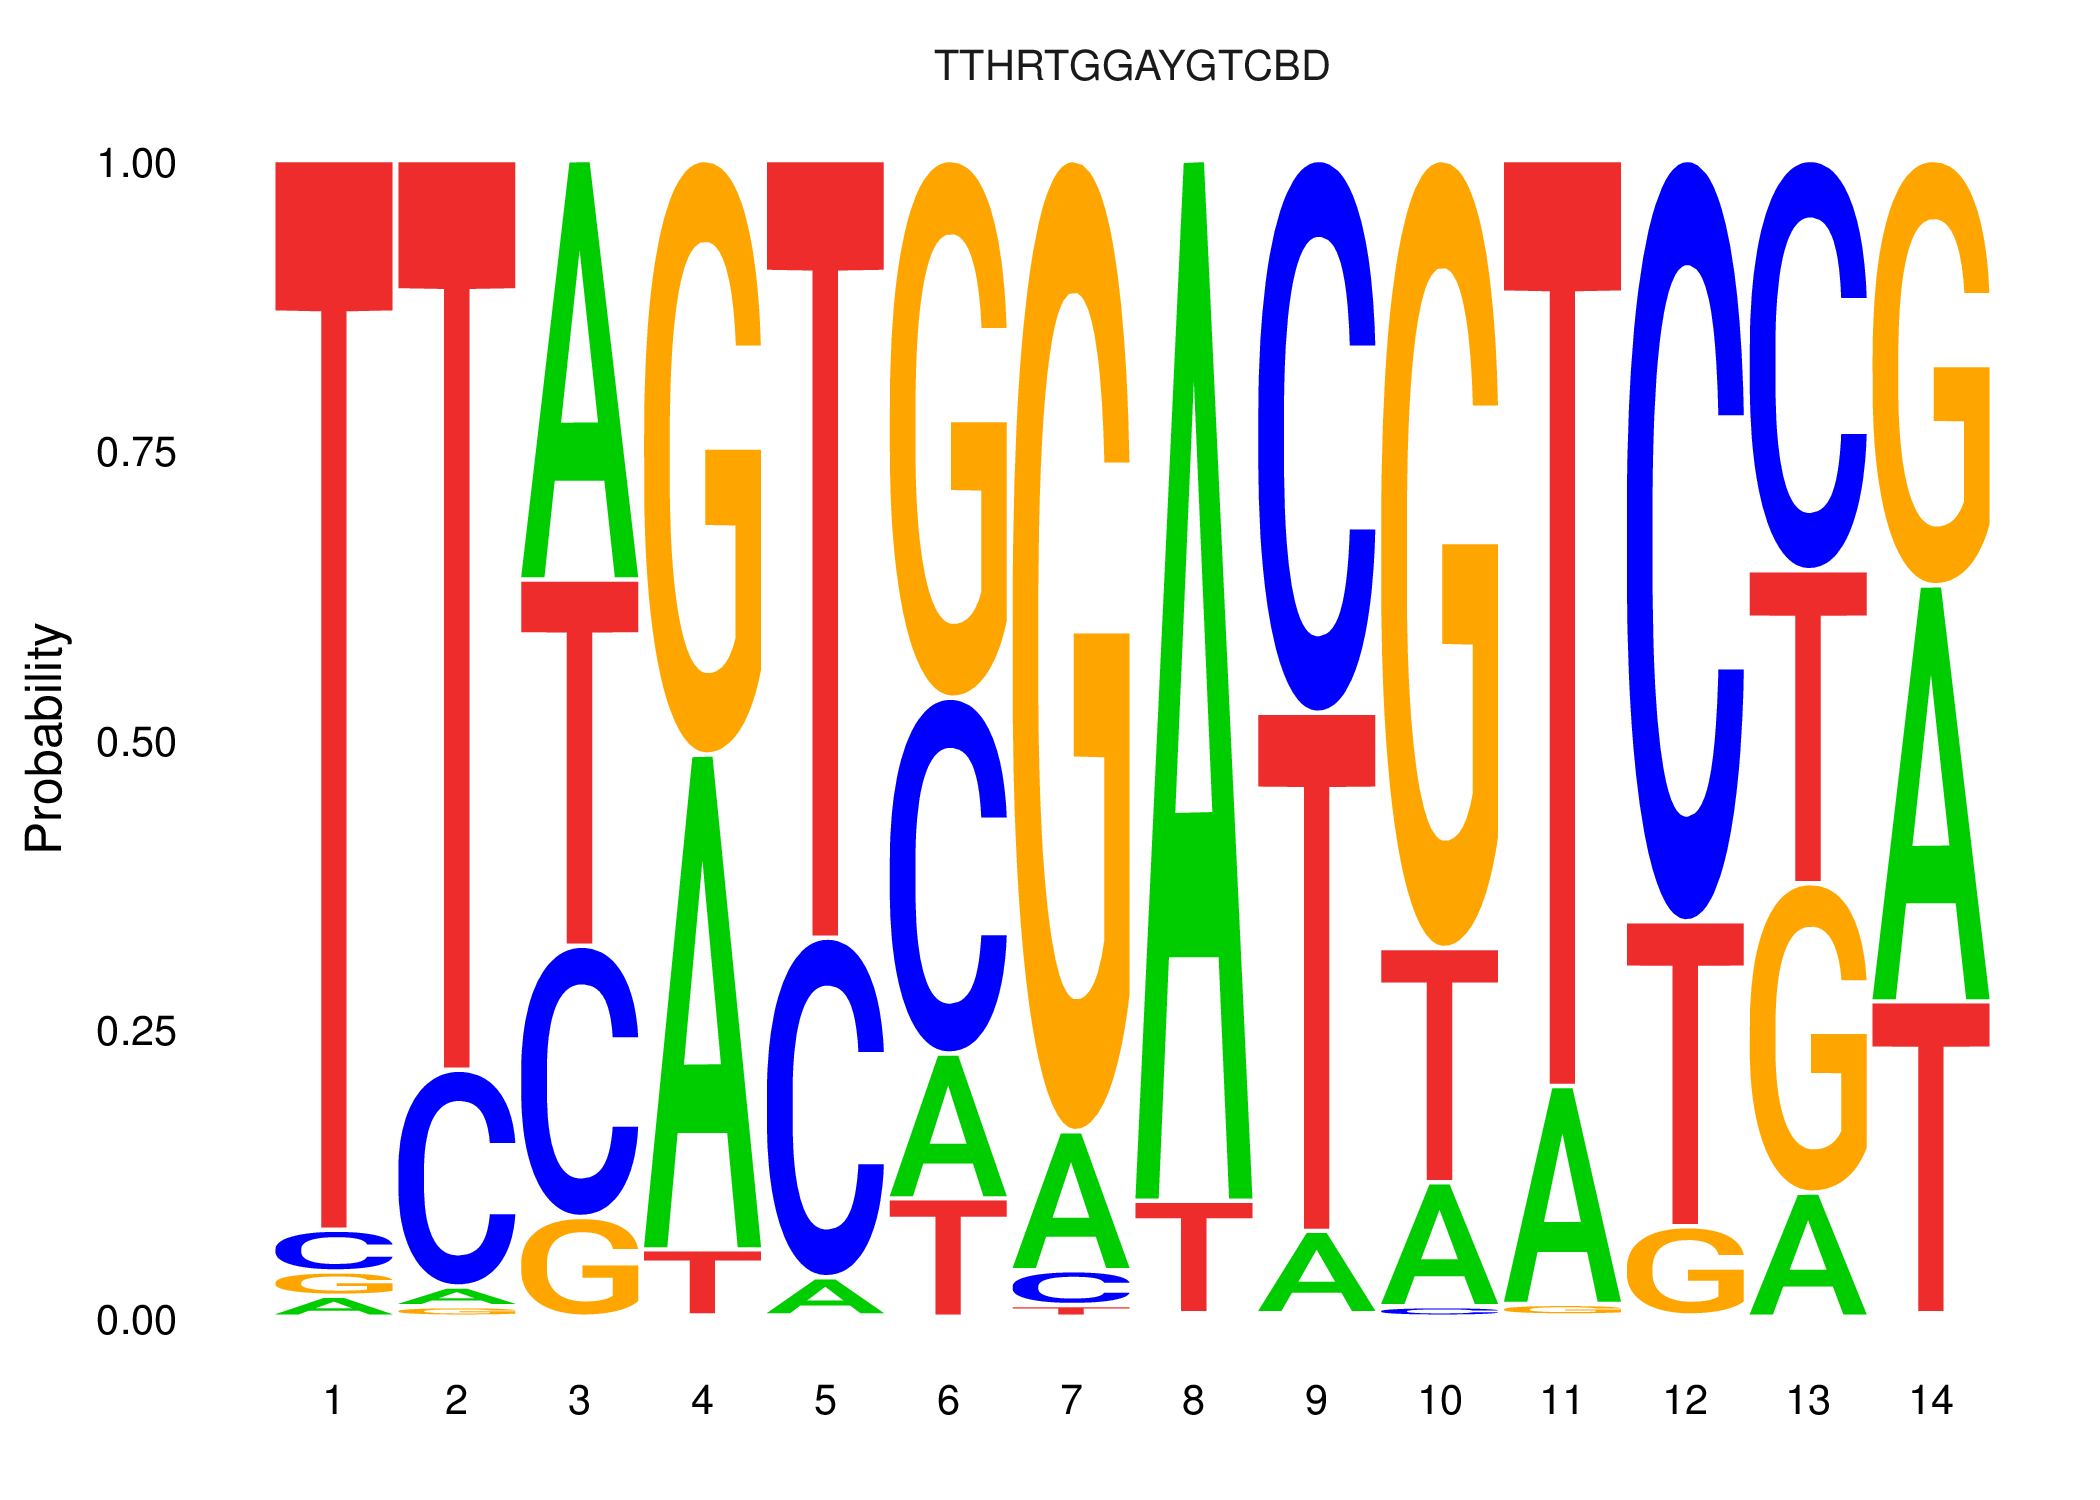 TTHRTGGAYGTCBD
1.00
0.75
0.50
0.25
0.00
Probability
T T A G T G G A C G T C C G
T C A T T A
T C G
C A A T T A T
C C A
G G A
C T T A A A G A T
G C
A G T C G
A T
1 2 3 4 5 6 7 8 9 10 11 12 13 14